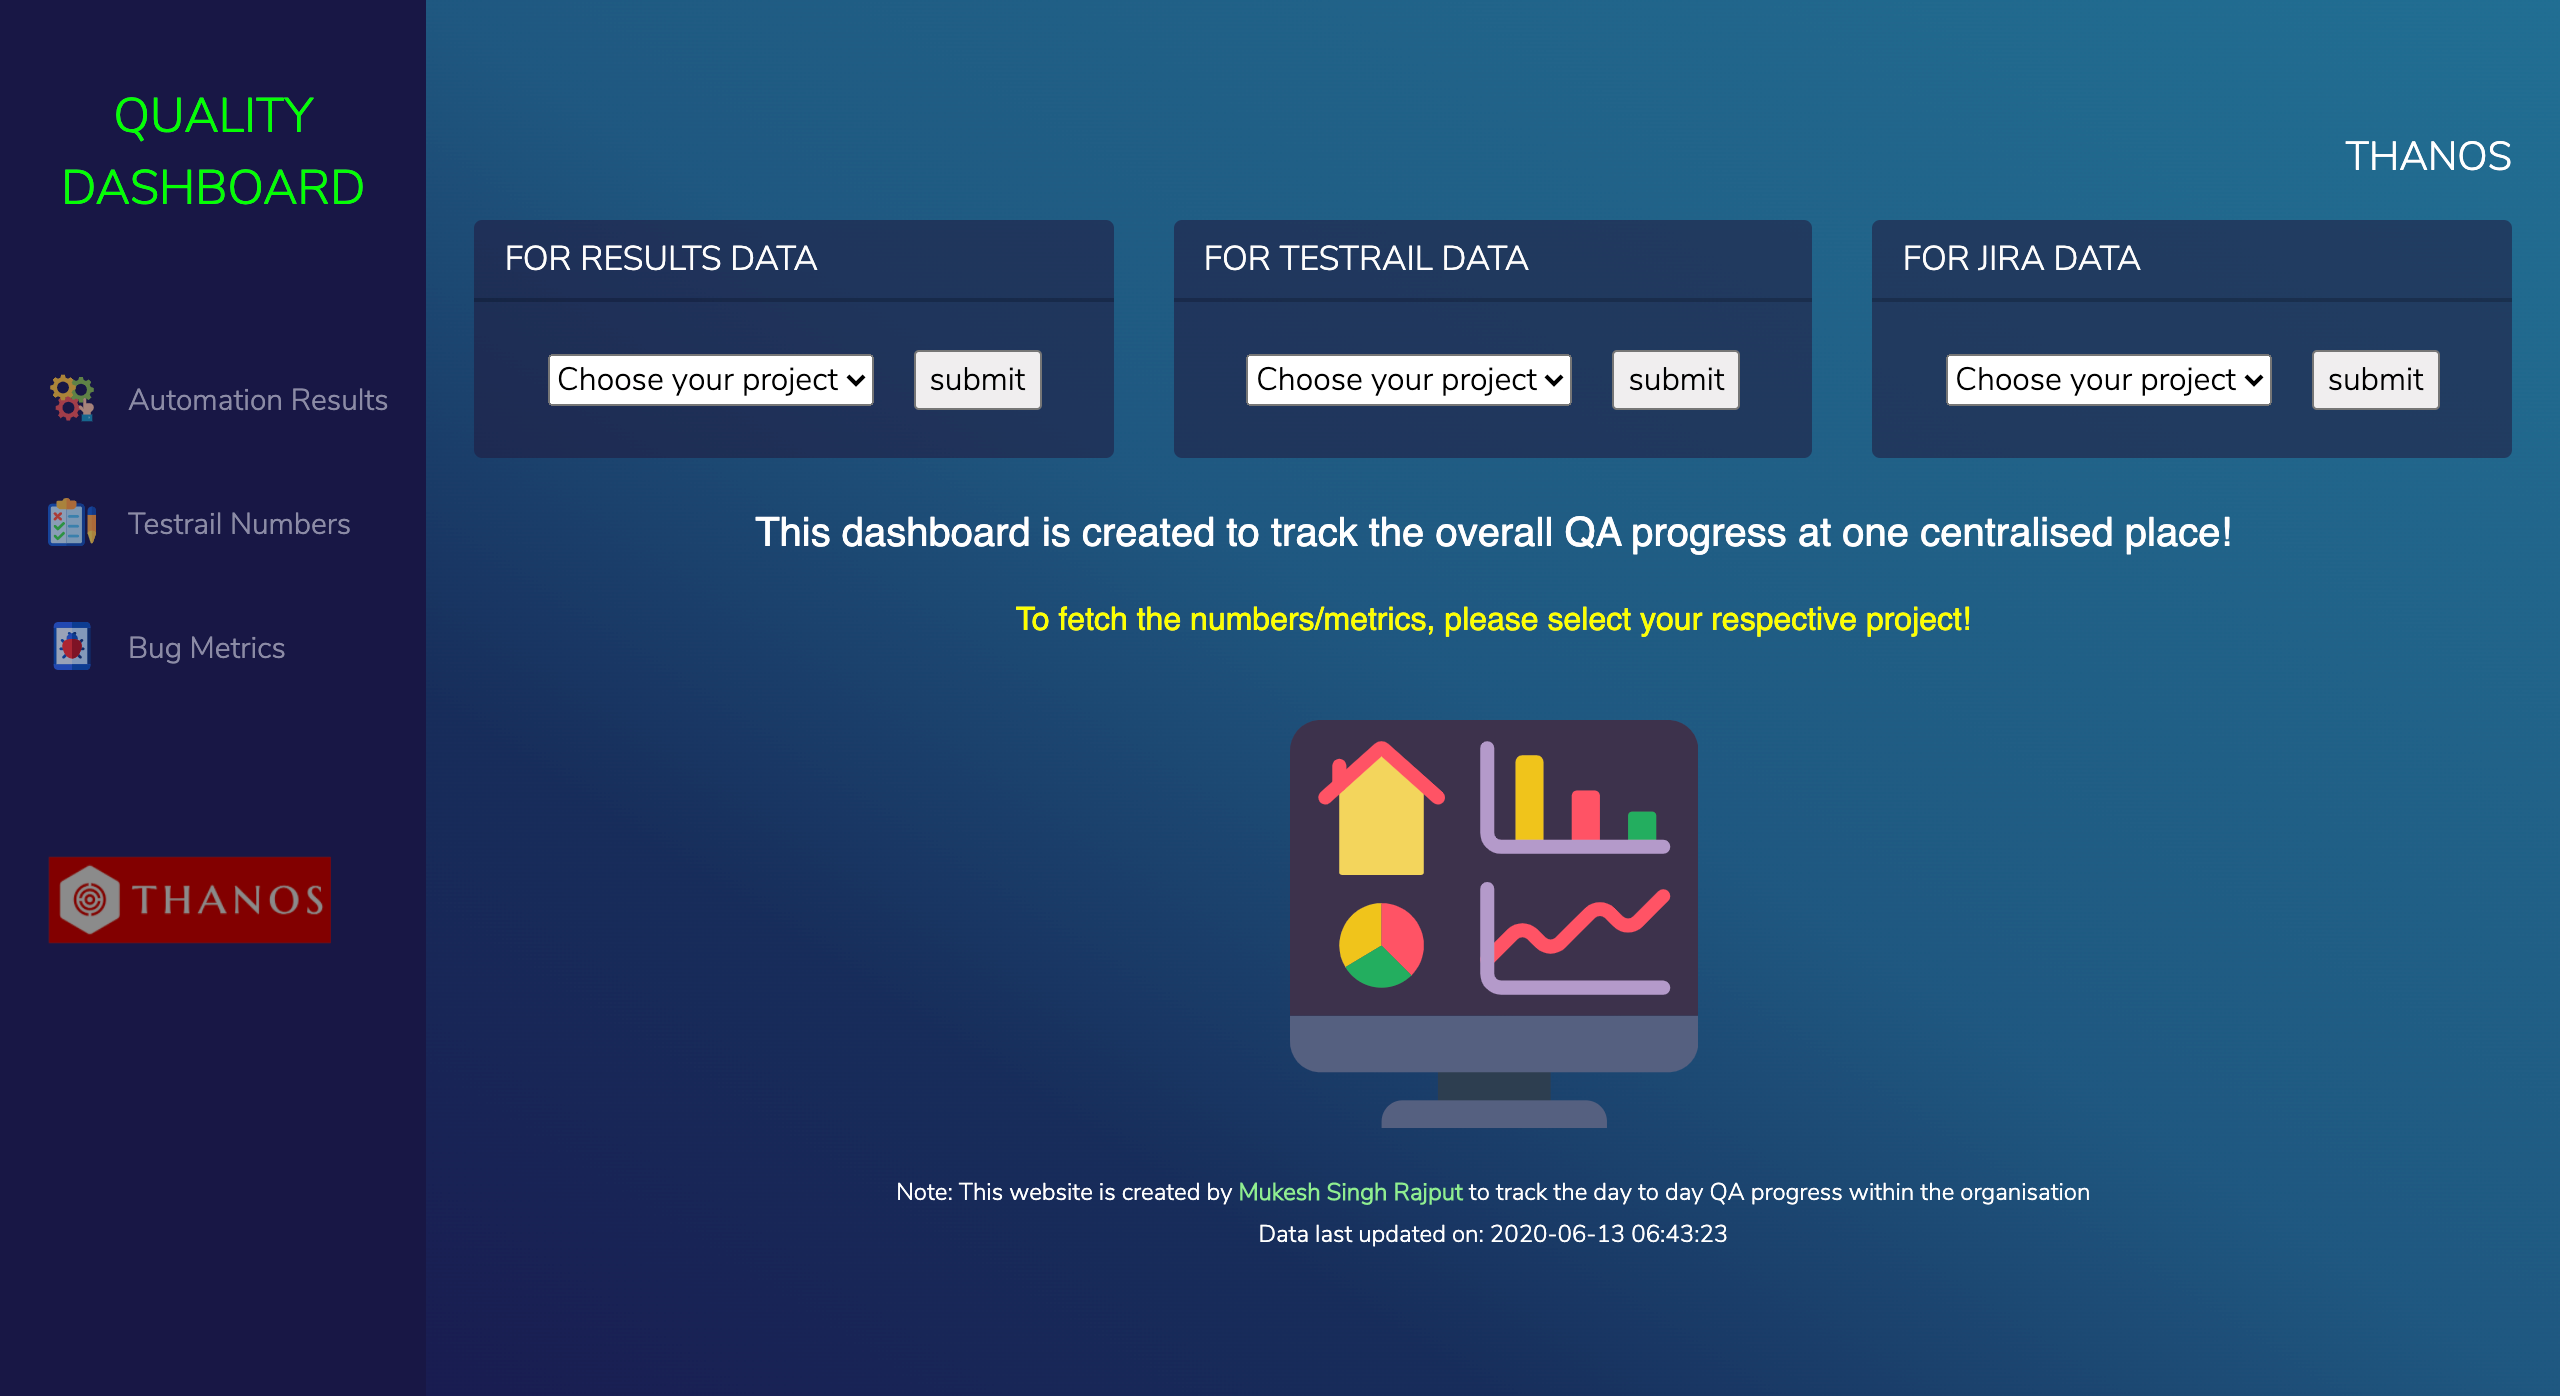 QUALITY
DASHBOARD
Automation Results
Testrail Numbers
Bug Metrics
THANOS
THANOS
FOR RESULTS DATA
Choose your project submit
FOR TESTRAIL DATA
Choose your project submit
FOR JIRA DATA
Choose your project submit
This dashboard is created to track the overall QA progress at one centralised place!
To fetch the numbers/metrics, please select your respective project!
Note: This website is created by Mukesh Singh Rajput to track the day to day QA progress within the organisation
Data last updated on: 2020-06-13 06:43:23